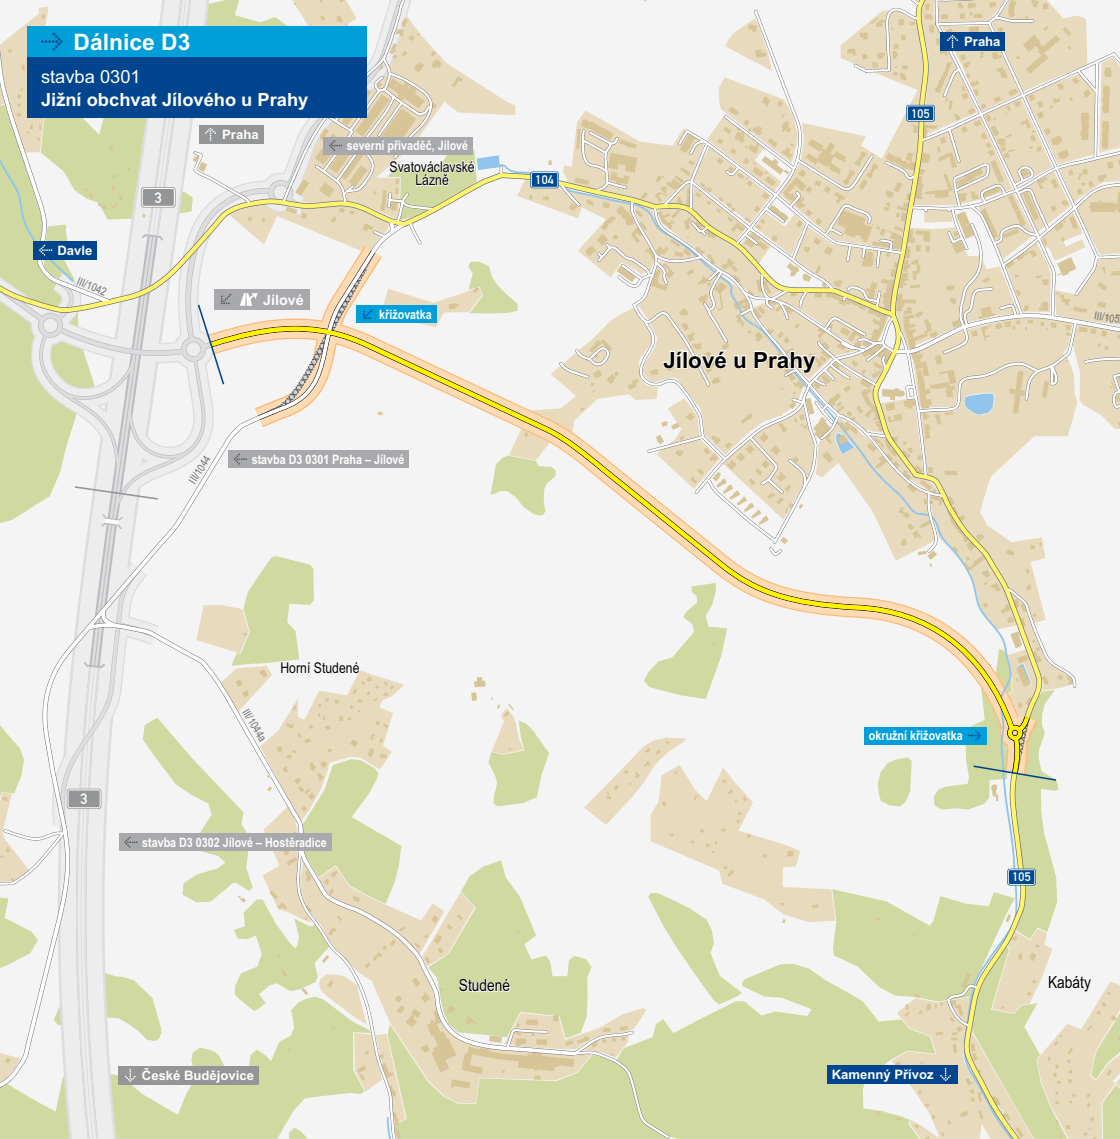 Dálnice D3
stavba 0301
Jižní obchvat Jílového u Prahy
Praha
105
Praha
severní přivaděč, Jílové
Svatováclavské
Lázně
104
3
Davle
III/1042
Jílové
křižovatka
III/105
Jílové u Prahy
stavba D3 0301 Praha – Jílové
III/1044
Horní Studené
III/1044a
okružní křižovatka
3
stavba D3 0302 Jílové – Hostěradice
105
Studené
Kabáty
České Budějovice
Kamenný Přívoz